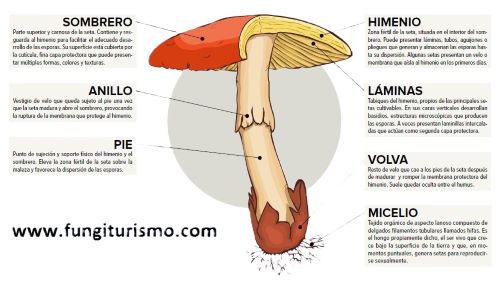 SOMBRERO
Parte superior y carnosa de la seta. Contiene y res-
guarda al himenio para facilitar el adecuado desarro-
llo de las esporas. Su superficie está cubierta por la
cutícula, fina capa protectora que puede presen-
tar múltiples formas, colores y texturas.
ANILLO
Vestigio de velo que queda sujeto al pie una vez
que la seta madura y abre el sombrero, provocando
la ruptura de la membrana que protege al himenio.
PIE
Punto de sujeción y soporte físico del himenio y el
sombrero. Eleva la zona fértil de la seta sobre la
maleza y favorece la dispersión de las esporas.
www.fungiturismo.com
HIMENIO
Zona fértil de la seta, situada en el interior del som-
brero. Puede presentar láminas, tubos, agujones o
pliegues que generan y almacenan las esporas has-
ta su dispersión. Algunas setas presentan un velo o
membrana que aísla al himenio en los primeros días.
LÁMINAS
Tabiques del himenio, propios de las principales se-
tas cultivables. En sus caras verticales desarrollan
basidios, estructuras microscópicas que producen
las esporas. A veces presentan laminillas intercala-
das que actúan como segunda capa protectora.
VOLVA
Resto de velo que cae a los pies de la seta después
de madurar y romper la membrana protectora del
himenio. Suele quedar oculta entre el humus.
MICELIO
Tejido orgánico de aspecto lanoso compuesto de
delgados filamentos tubulares llamados hifas. Es
el hongo propiamente dicho, el ser vivo que crece
bajo la superficie de la tierra y que, en mo-
mentos puntuales, genera setas para reproducir-
se sexualmente.